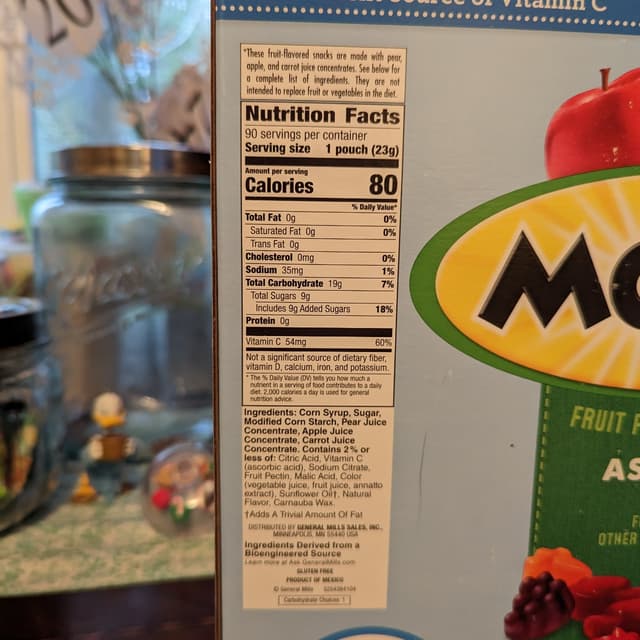 20
Source of Vitamin C
*These fruit-flavored snacks are made with pear,
apple, and carrot juice concentrates. See below for
a complete list of ingredients. They are not
intended to replace fruit or vegetables in the diet.
Nutrition Facts
90 servings per container
Serving size 1 pouch (23g)
Amount per serving
Calories 80
% Daily Value*
Total Fat 0g 0%
Saturated Fat 0g 0%
Trans Fat 0g
Cholesterol 0mg 0%
Sodium 35mg 1%
Total Carbohydrate 19g 7%
Total Sugars 9g
Includes 9g Added Sugars 18%
Protein 0g
Vitamin C 54mg 60%
Not a significant source of dietary fiber,
vitamin D, calcium, iron, and potassium.
* The % Daily Value (DV) tells you how much a
nutrient in a serving of food contributes to a daily
diet. 2,000 calories a day is used for general
nutrition advice.
Ingredients: Corn Syrup, Sugar,
Modified Corn Starch, Pear Juice
Concentrate, Apple Juice
Concentrate, Carrot Juice
Concentrate. Contains 2% or
less of: Citric Acid, Vitamin C
(ascorbic acid), Sodium Citrate,
Fruit Pectin, Malic Acid, Color
(vegetable juice, fruit juice, annatto
extract), Sunflower Oil†, Natural
Flavor, Carnauba Wax.
†Adds A Trivial Amount Of Fat
DISTRIBUTED BY GENERAL MILLS SALES, INC.,
MINNEAPOLIS, MN 55440 USA
Ingredients Derived from a
Bioengineered Source
Learn more at Ask.GeneralMills.com
GLUTEN FREE
PRODUCT OF MEXICO
© General Mills 5204364104
Carbohydrate Choices 1
MO
FRUIT F
AS
F
OTHER